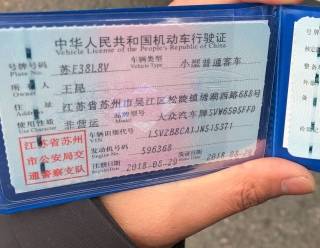 中华人民共和国机动车行驶证
Vehicle License of the People's Republic of China
号牌号码 苏E38L8V 车辆类型 小型普通客车
Plate No. Vehicle Type
所有人 王昆
Owner
住址 江苏省苏州市吴江区松陵镇 688号
Address
使用性质 非营运 品牌型号 大众汽车牌SVW6505FFD
Use Character Model
江苏省苏州
市公安局交
通警察支队
车辆识别代号
VIN
发动机号码 596368
Engine No.
注册日期 2018-08-29 发证日期 2018-08-29
Register Date Issue Date